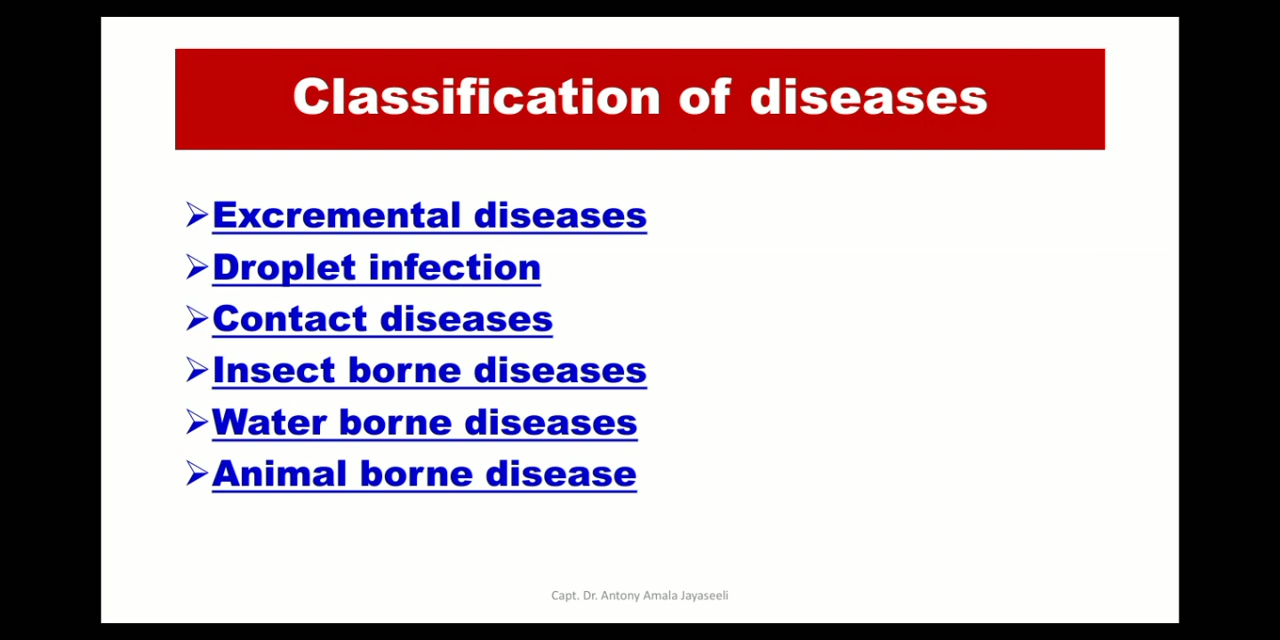 Classification of diseases
➢Excremental diseases
➢Droplet infection
➢Contact diseases
➢Insect borne diseases
➢Water borne diseases
➢Animal borne disease
Capt. Dr. Antony Amala Jayaseeli